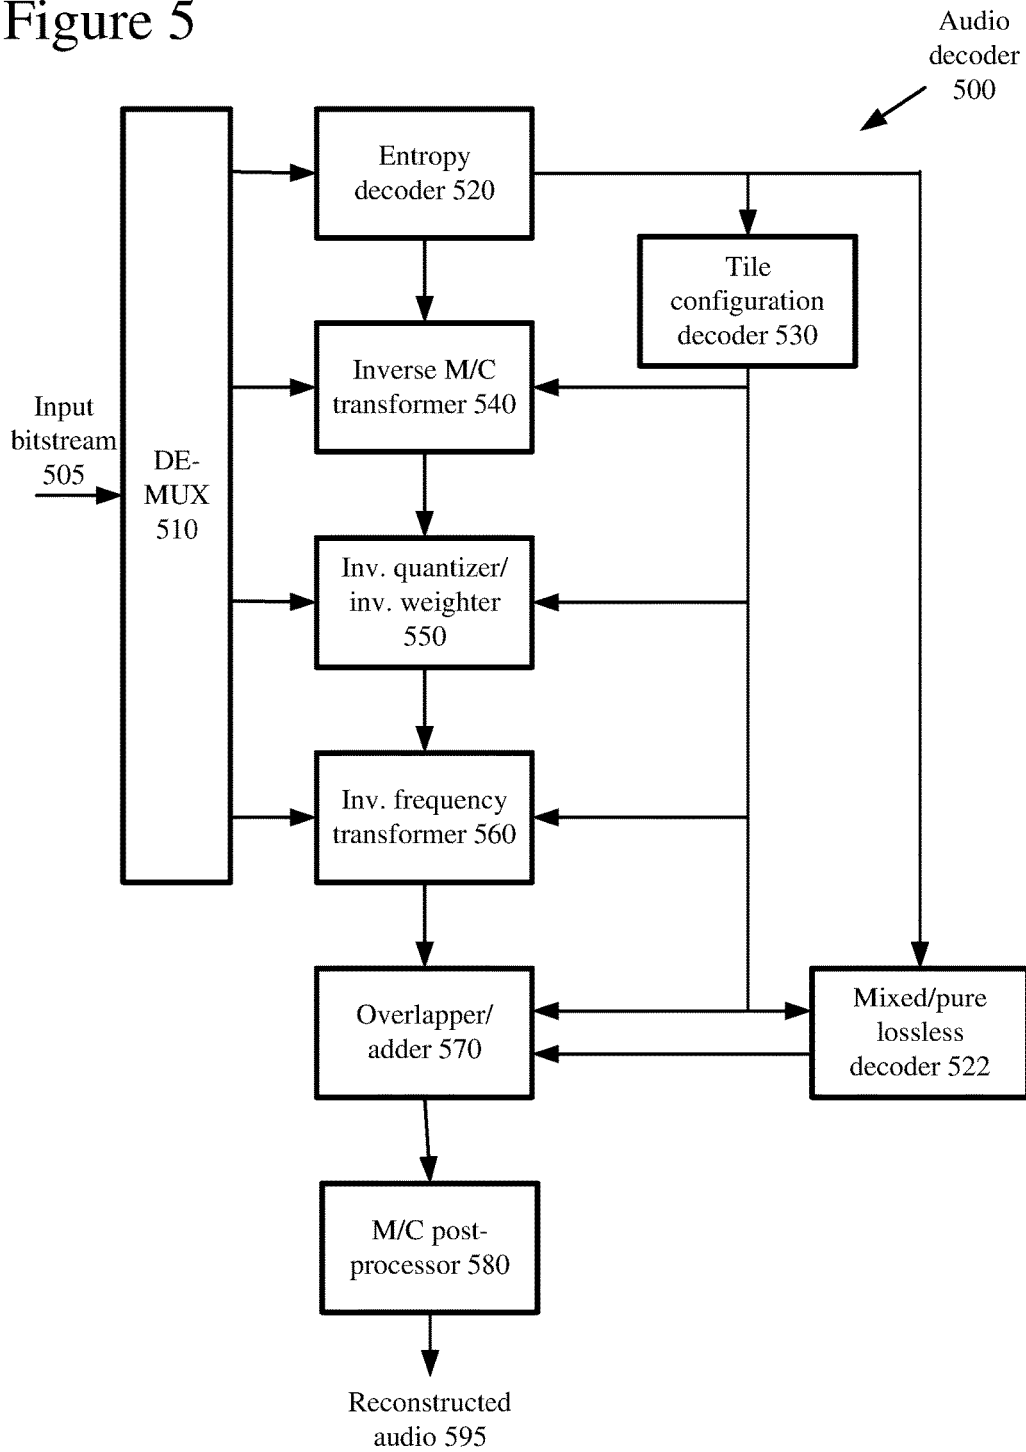 Figure 5
Audio
decoder
500
Entropy
decoder 520
Tile
configuration
decoder 530
Inverse M/C
transformer 540
Input
bitstream
505
DE-
MUX
510
Inv. quantizer/
inv. weighter
550
Inv. frequency
transformer 560
Overlapper/
adder 570
Mixed/pure
lossless
decoder 522
M/C post-
processor 580
Reconstructed
audio 595